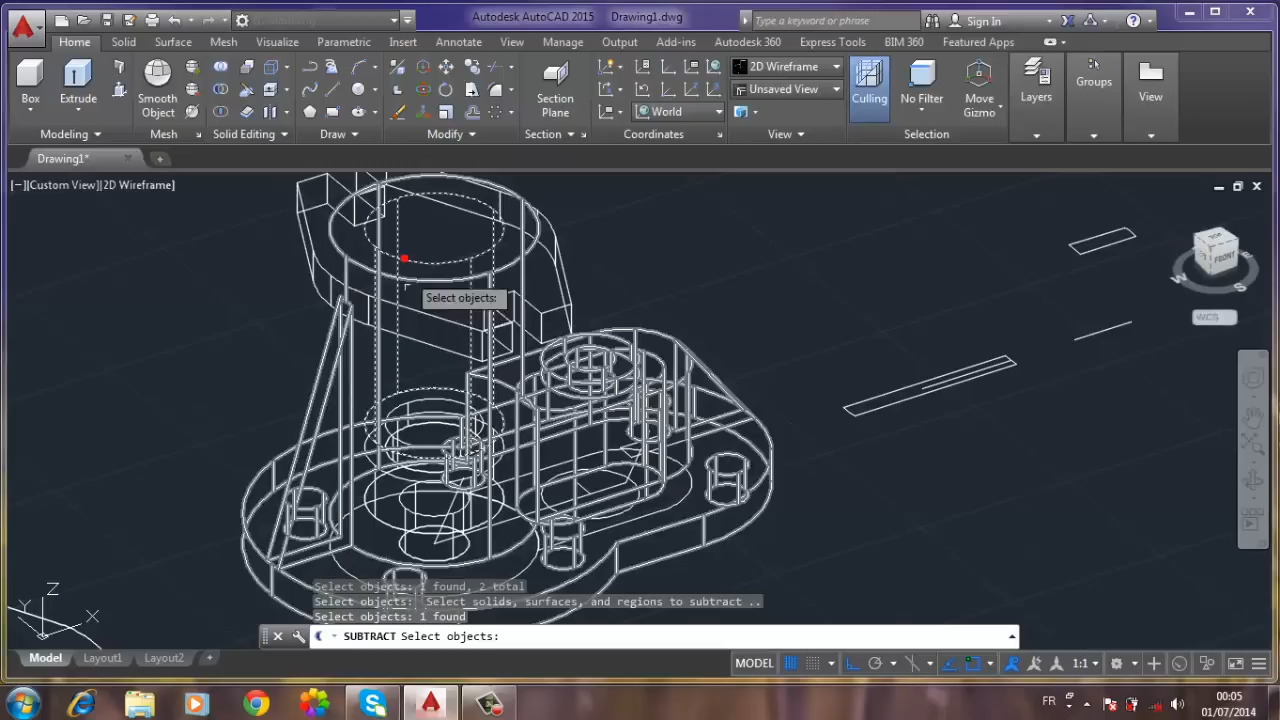 Drafting & Annotation
Autodesk AutoCAD 2015 Drawing1.dwg
Type a keyword or phrase
Sign In
Home Solid Surface Mesh Visualize Parametric Insert Annotate View Manage Output Add-ins Autodesk 360 Express Tools BIM 360 Featured Apps
Box
Extrude
Smooth
Object
Section
Plane
World
2D Wireframe
Unsaved View
Culling
No Filter
Move
Gizmo
Layers
Groups
View
Modeling
Mesh
Solid Editing
Draw
Modify
Section
Coordinates
View
Selection
Drawing1*
[−][Custom View][2D Wireframe]
TOP
FRONT
W
S
WCS
Select objects:
Z
X
Y
Select objects: 1 found, 2 total
Select objects: Select solids, surfaces, and regions to subtract ..
Select objects: 1 found
SUBTRACT Select objects:
Model Layout1 Layout2
MODEL
1:1
FR
00:05
01/07/2014